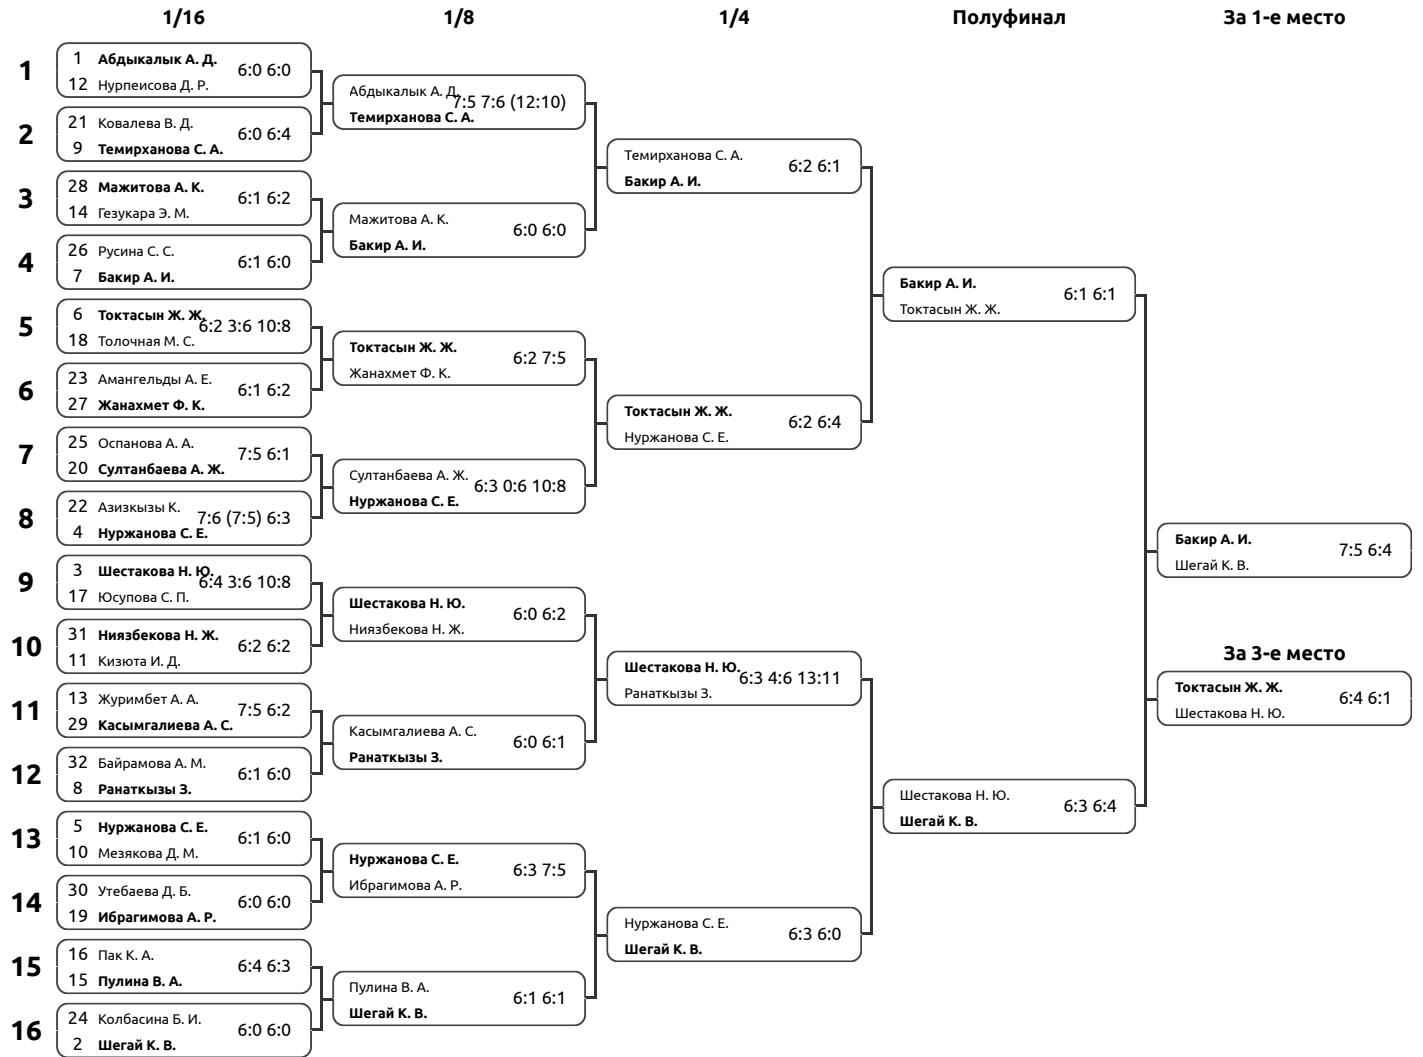 1/16 1/8 1/4 Полуфинал За 1-е место
1
1 Абдыкалык А. Д. 6:0 6:0
12 Нурпеисова Д. Р.
2
21 Ковалева В. Д. 6:0 6:4
9 Темирханова С. А.
3
28 Мажитова А. К. 6:1 6:2
14 Гезукара Э. М.
4
26 Русина С. С. 6:1 6:0
7 Бакир А. И.
5
6 Токтасын Ж. Ж. 6:2 3:6 10:8
18 Толочная М. С.
6
23 Амангельды А. Е. 6:1 6:2
27 Жанахмет Ф. К.
7
25 Оспанова А. А. 7:5 6:1
20 Султанбаева А. Ж.
8
22 Азизкызы К. 7:6 (7:5) 6:3
4 Нуржанова С. Е.
9
3 Шестакова Н. Ю. 6:4 3:6 10:8
17 Юсупова С. П.
10
31 Ниязбекова Н. Ж. 6:2 6:2
11 Кизюта И. Д.
11
13 Журимбет А. А. 7:5 6:2
29 Касымгалиева А. С.
12
32 Байрамова А. М. 6:1 6:0
8 Ранаткызы З.
13
5 Нуржанова С. Е. 6:1 6:0
10 Мезякова Д. М.
14
30 Утебаева Д. Б. 6:0 6:0
19 Ибрагимова А. Р.
15
16 Пак К. А. 6:4 6:3
15 Пулина В. А.
16
24 Колбасина Б. И. 6:0 6:0
2 Шегай К. В.
Абдыкалык А. Д. 7:5 7:6 (12:10)
Темирханова С. А.
Мажитова А. К. 6:0 6:0
Бакир А. И.
Токтасын Ж. Ж. 6:2 7:5
Жанахмет Ф. К.
Султанбаева А. Ж. 6:3 0:6 10:8
Нуржанова С. Е.
Шестакова Н. Ю. 6:0 6:2
Ниязбекова Н. Ж.
Касымгалиева А. С. 6:0 6:1
Ранаткызы З.
Нуржанова С. Е. 6:3 7:5
Ибрагимова А. Р.
Пулина В. А. 6:1 6:1
Шегай К. В.
Темирханова С. А. 6:2 6:1
Бакир А. И.
Токтасын Ж. Ж. 6:2 6:4
Нуржанова С. Е.
Шестакова Н. Ю. 6:3 4:6 13:11
Ранаткызы З.
Нуржанова С. Е. 6:3 6:0
Шегай К. В.
Бакир А. И. 6:1 6:1
Токтасын Ж. Ж.
Шестакова Н. Ю. 6:3 6:4
Шегай К. В.
Бакир А. И. 7:5 6:4
Шегай К. В.
За 3-е место
Токтасын Ж. Ж. 6:4 6:1
Шестакова Н. Ю.